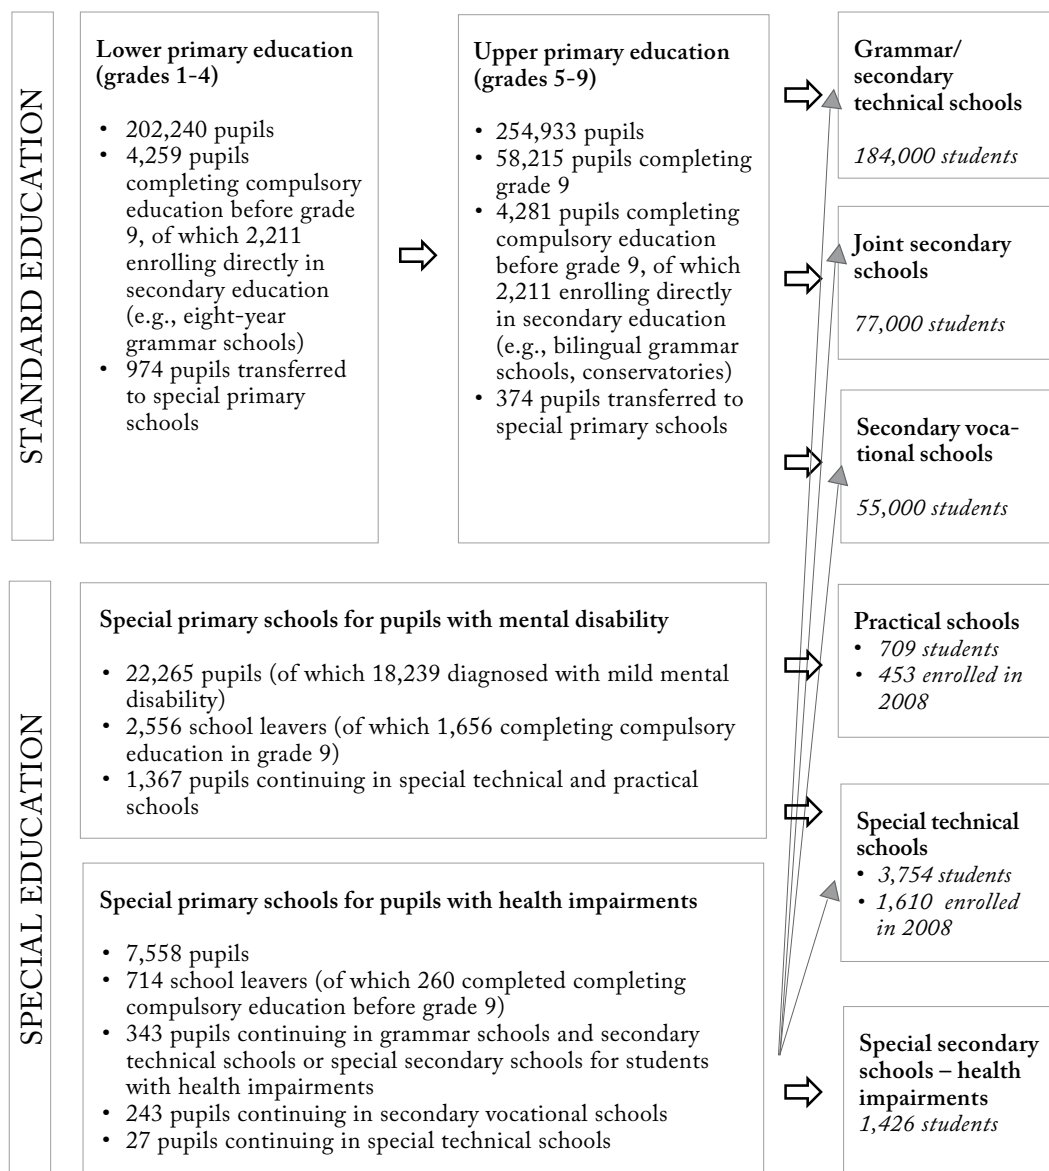 STANDARD EDUCATION
Lower primary education
(grades 1-4)
• 202,240 pupils
• 4,259 pupils
completing compulsory
education before grade
9, of which 2,211
enrolling directly in
secondary education
(e.g., eight-year
grammar schools)
• 974 pupils transferred
to special primary
schools
Upper primary education
(grades 5-9)
• 254,933 pupils
• 58,215 pupils completing
grade 9
• 4,281 pupils completing
compulsory education
before grade 9, of which
2,211 enrolling directly
in secondary education
(e.g., bilingual grammar
schools, conservatories)
• 374 pupils transferred to
special primary schools
Grammar/
secondary
technical schools
184,000 students
Joint secondary
schools
77,000 students
Secondary voca-
tional schools
55,000 students
SPECIAL EDUCATION
Special primary schools for pupils with mental disability
• 22,265 pupils (of which 18,239 diagnosed with mild mental
disability)
• 2,556 school leavers (of which 1,656 completing compulsory
education in grade 9)
• 1,367 pupils continuing in special technical and practical
schools
Special primary schools for pupils with health impairments
• 7,558 pupils
• 714 school leavers (of which 260 completed completing
compulsory education before grade 9)
• 343 pupils continuing in grammar schools and secondary
technical schools or special secondary schools for students
with health impairments
• 243 pupils continuing in secondary vocational schools
• 27 pupils continuing in special technical schools
Practical schools
• 709 students
• 453 enrolled in
2008
Special technical
schools
• 3,754 students
• 1,610 enrolled
in 2008
Special secondary
schools – health
impairments
1,426 students